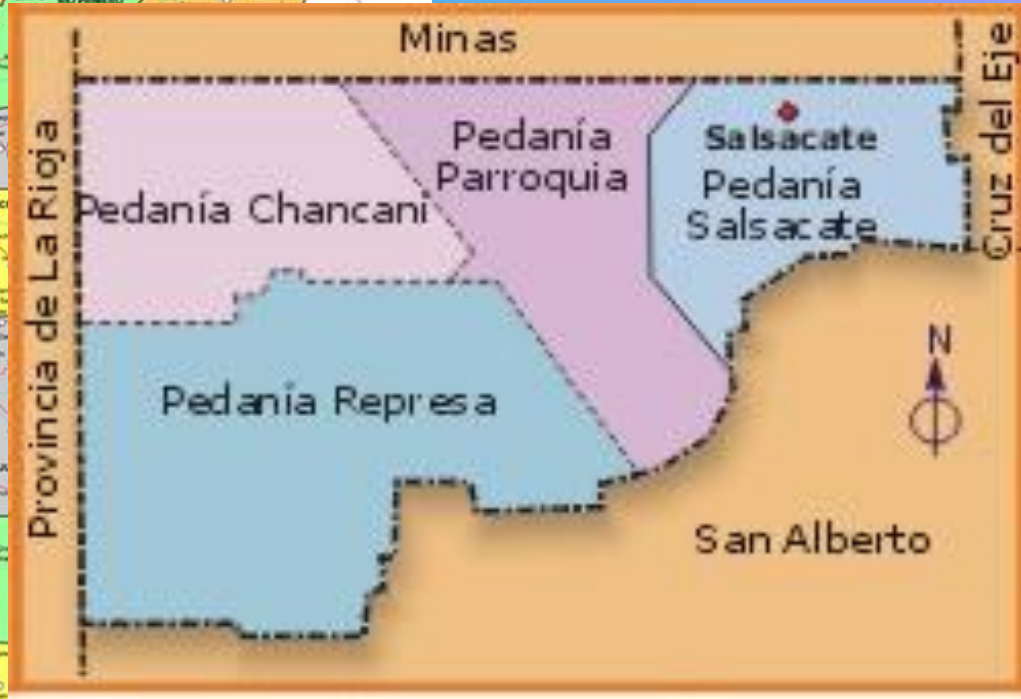 Minas
Cruz del Eje
Provincia de La Rioja
Pedanía
Parroquia
Salsacate
Pedanía
Salsacate
Pedanía Chancani
N
Pedanía Represa
San Alberto